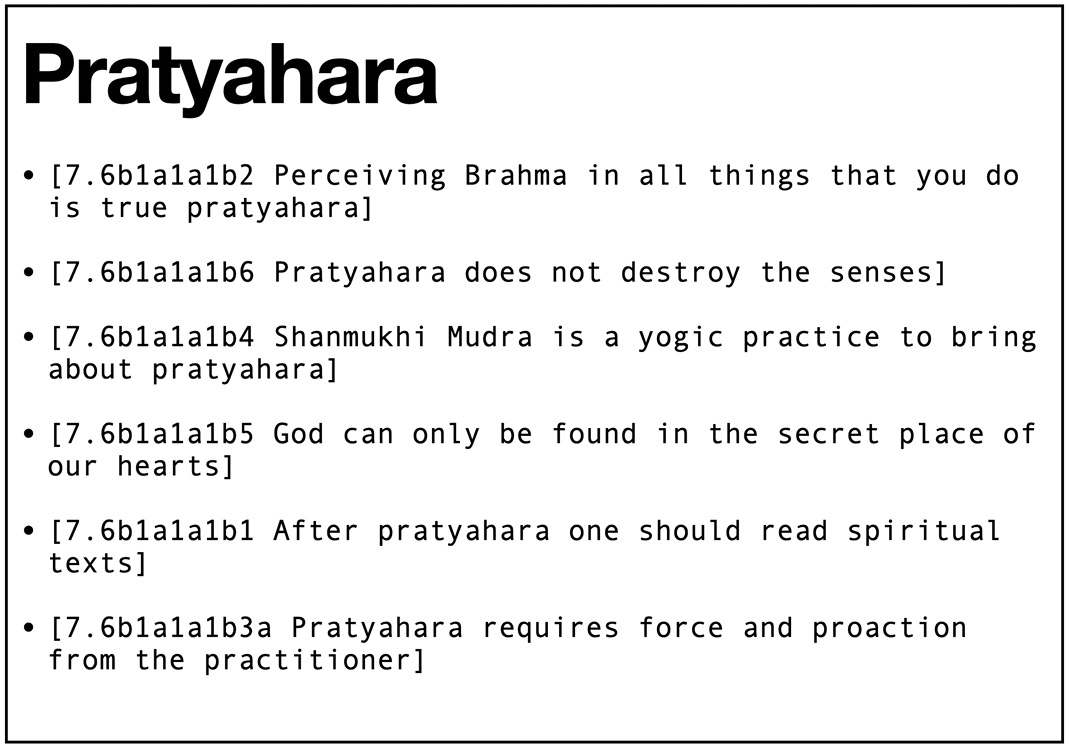 Pratyahara
• [7.6b1a1a1b2 Perceiving Brahma in all things that you do
is true pratyahara]
• [7.6b1a1a1b6 Pratyahara does not destroy the senses]
• [7.6b1a1a1b4 Shanmukhi Mudra is a yogic practice to bring
about pratyahara]
• [7.6b1a1a1b5 God can only be found in the secret place of
our hearts]
• [7.6b1a1a1b1 After pratyahara one should read spiritual
texts]
• [7.6b1a1a1b3a Pratyahara requires force and proaction
from the practitioner]